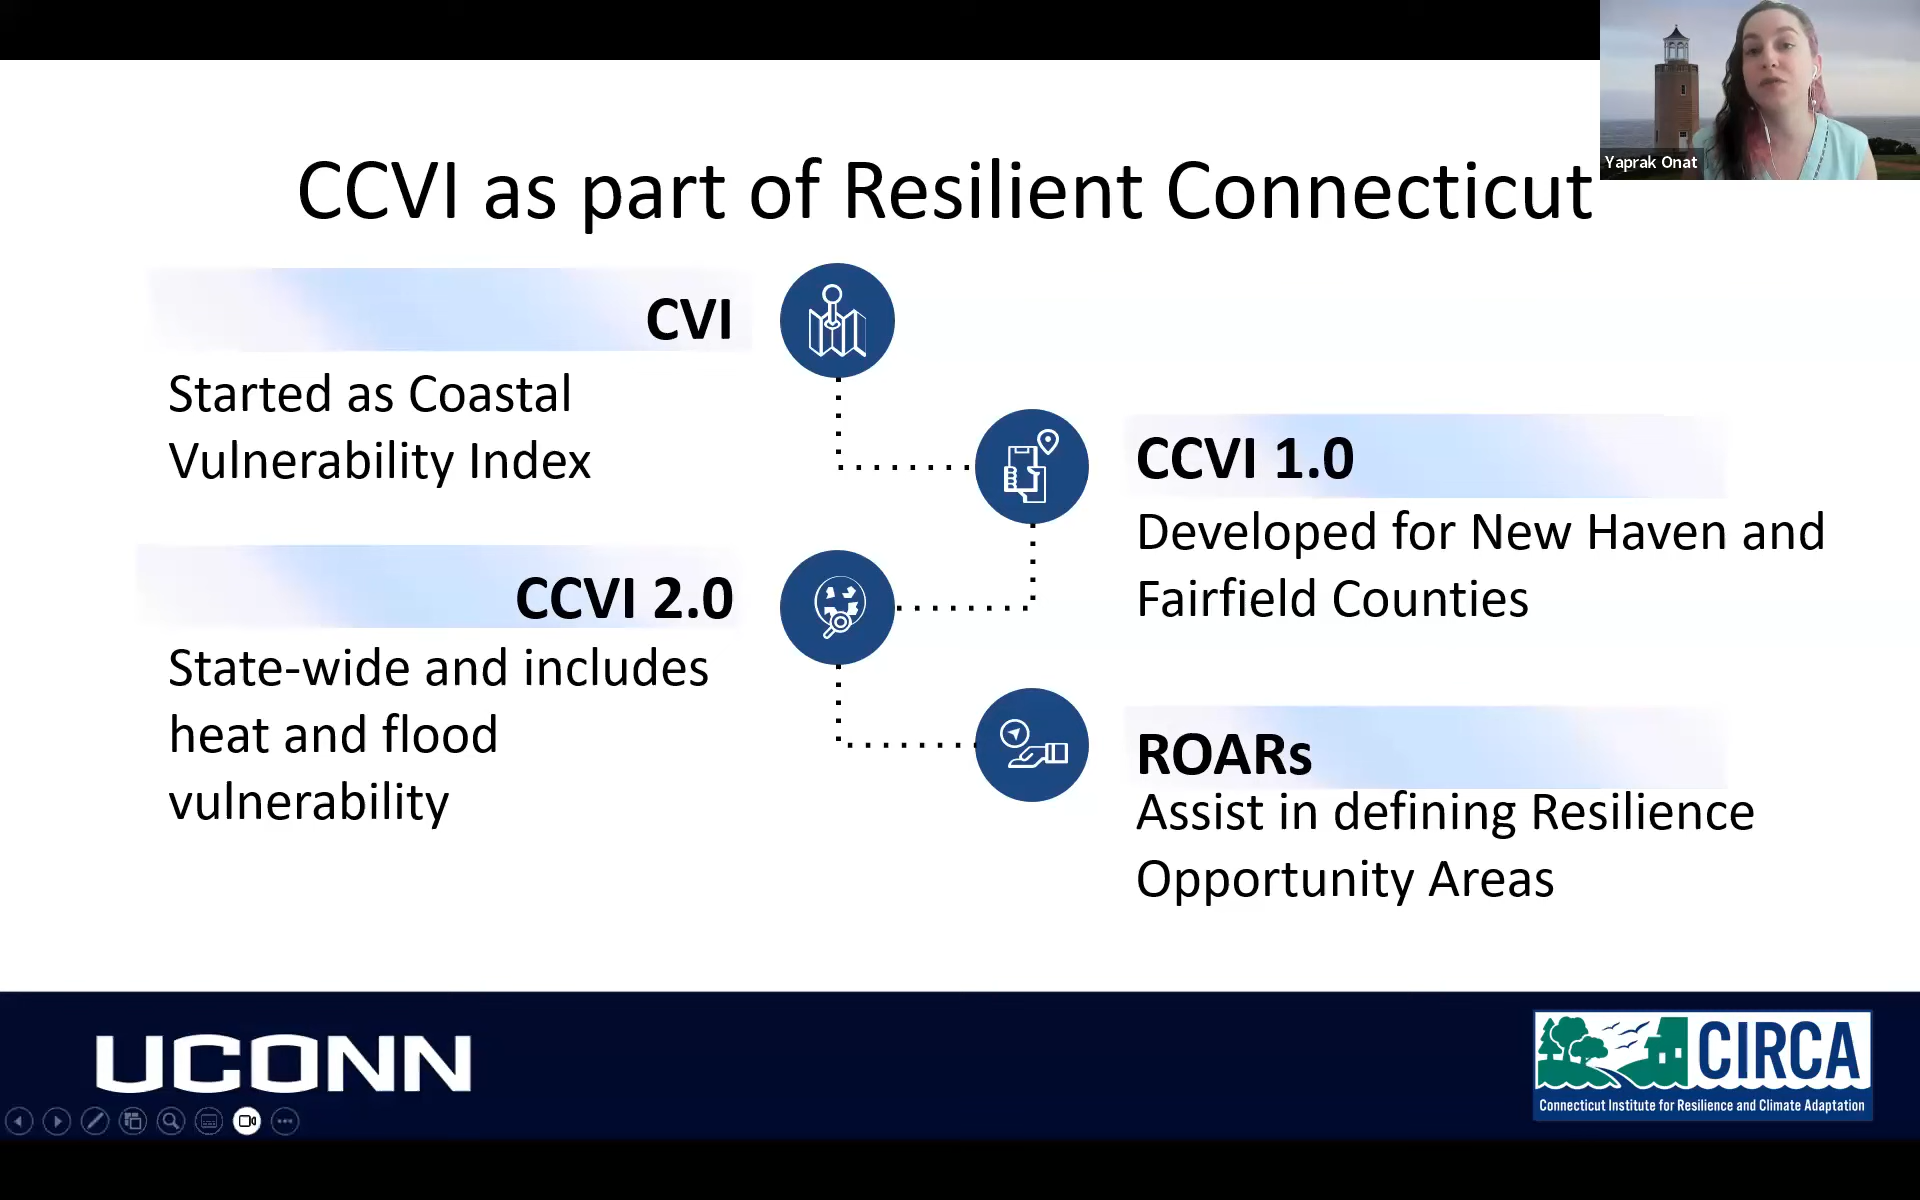 Yaprak Onat
CCVI as part of Resilient Connecticut
CVI
Started as Coastal
Vulnerability Index
CCVI 1.0
Developed for New Haven and
Fairfield Counties
CCVI 2.0
State-wide and includes
heat and flood
vulnerability
ROARs
Assist in defining Resilience
Opportunity Areas
UCONN
CIRCA
Connecticut Institute for Resilience and Climate Adaptation